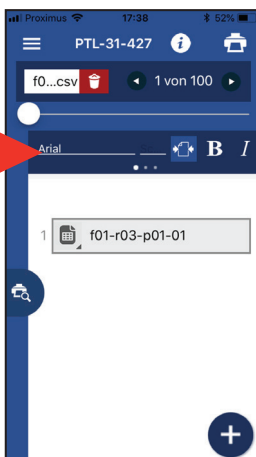 Proximus 17:38 52%
PTL-31-427 i
f0...csv 1 von 100
Arial B I
1 f01-r03-p01-01
+